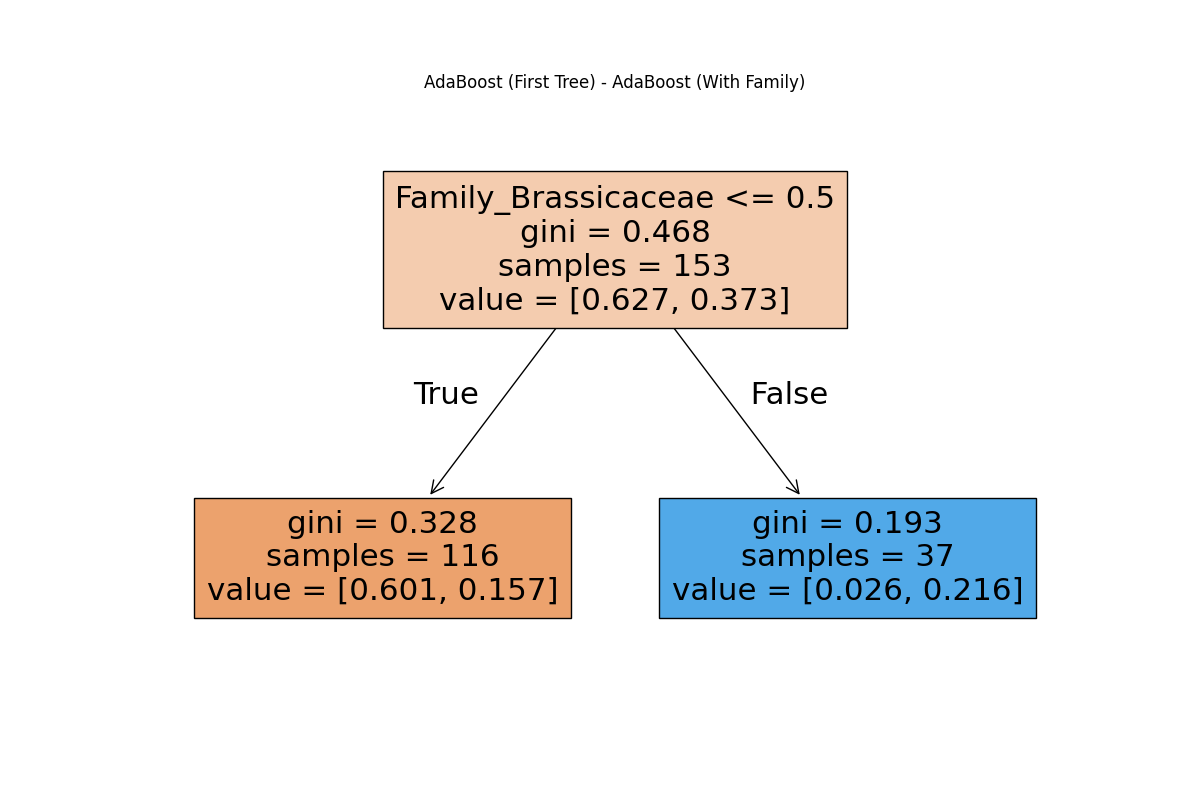 AdaBoost (First Tree) - AdaBoost (With Family)
Family_Brassicaceae <= 0.5
gini = 0.468
samples = 153
value = [0.627, 0.373]
True
False
gini = 0.328
samples = 116
value = [0.601, 0.157]
gini = 0.193
samples = 37
value = [0.026, 0.216]